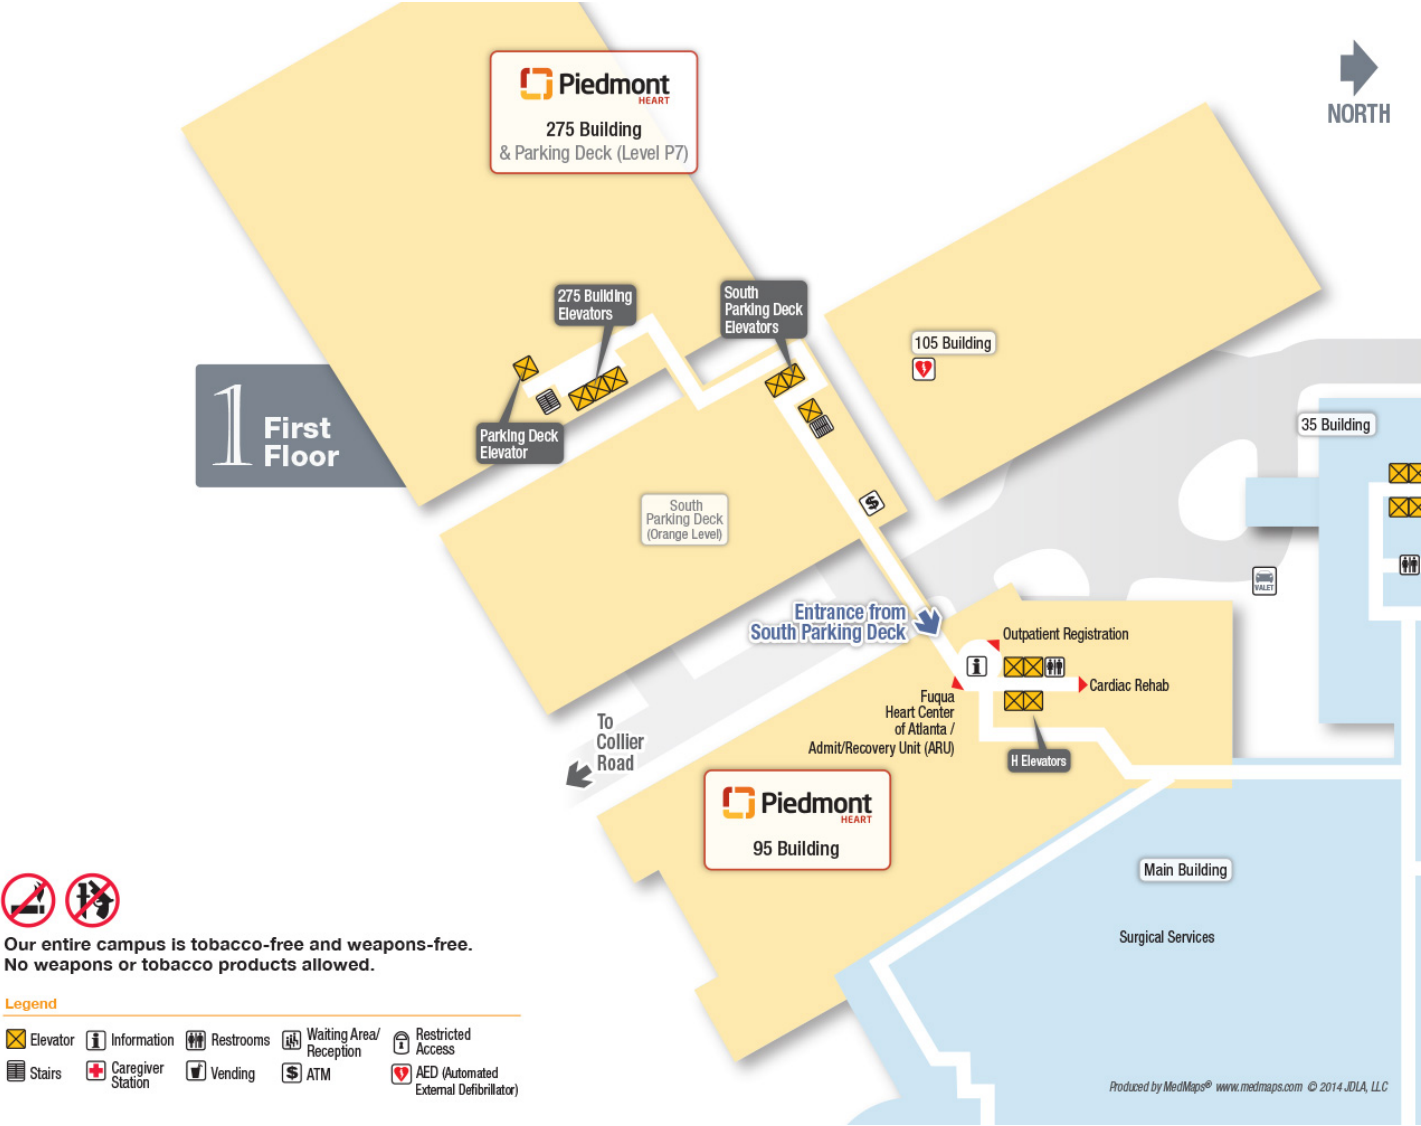 Piedmont
HEART
275 Building
& Parking Deck (Level P7)
NORTH
275 Building
Elevators
South
Parking Deck
Elevators
105 Building
1 First
Floor
Parking Deck
Elevator
35 Building
South
Parking Deck
(Orange Level)
$
VALET
Entrance from
South Parking Deck
Outpatient Registration
i
Cardiac Rehab
Fuqua
Heart Center
of Atlanta /
Admit/Recovery Unit (ARU)
To
Collier
Road
H Elevators
Piedmont
HEART
95 Building
Main Building
Surgical Services
Our entire campus is tobacco-free and weapons-free.
No weapons or tobacco products allowed.
Legend
Elevator
i Information
Restrooms
Waiting Area/
Reception
Restricted
Access
Stairs
Caregiver
Station
Vending
$ ATM
AED (Automated
External Defibrillator)
Produced by MedMaps® www.medmaps.com © 2014 JDLA, LLC